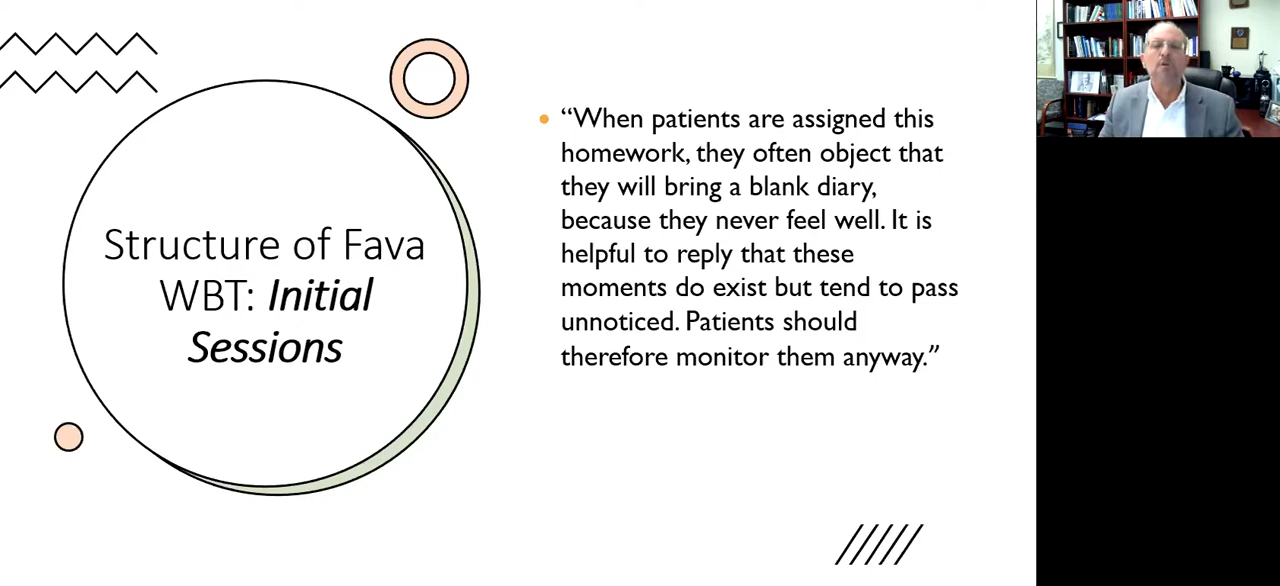 Structure of Fava
WBT: Initial
Sessions
• “When patients are assigned this
homework, they often object that
they will bring a blank diary,
because they never feel well. It is
helpful to reply that these
moments do exist but tend to pass
unnoticed. Patients should
therefore monitor them anyway.”